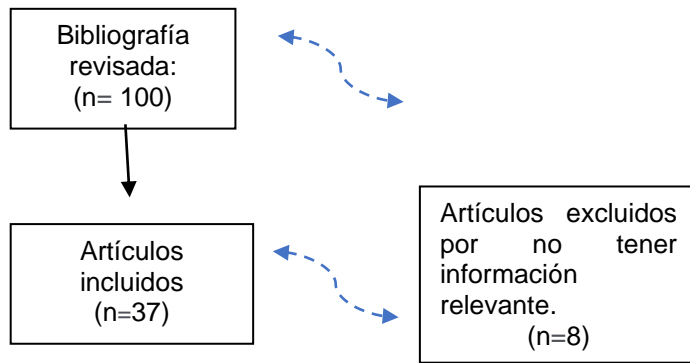 Bibliografía
revisada:
(n= 100)
Artículos
incluidos
(n=37)
Artículos excluidos
por no tener
información
relevante.
(n=8)